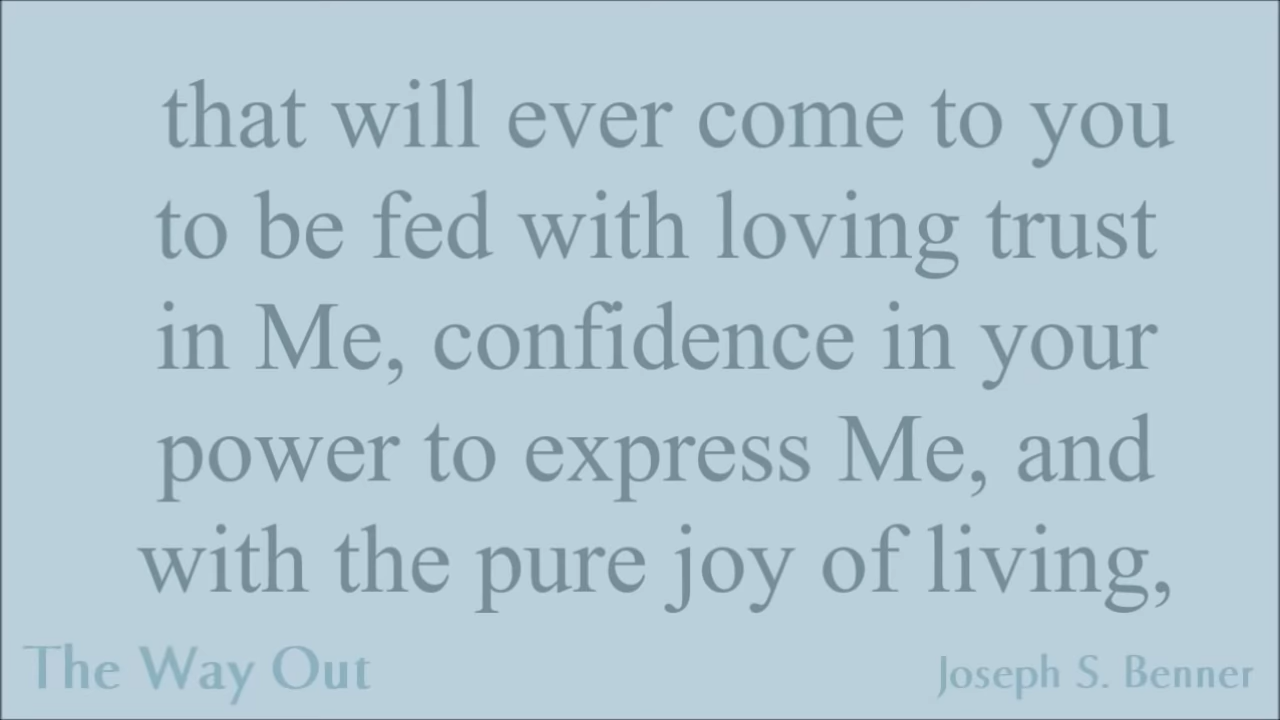 that will ever come to you
to be fed with loving trust
in Me, confidence in your
power to express Me, and
with the pure joy of living,
The Way Out
Joseph S. Benner